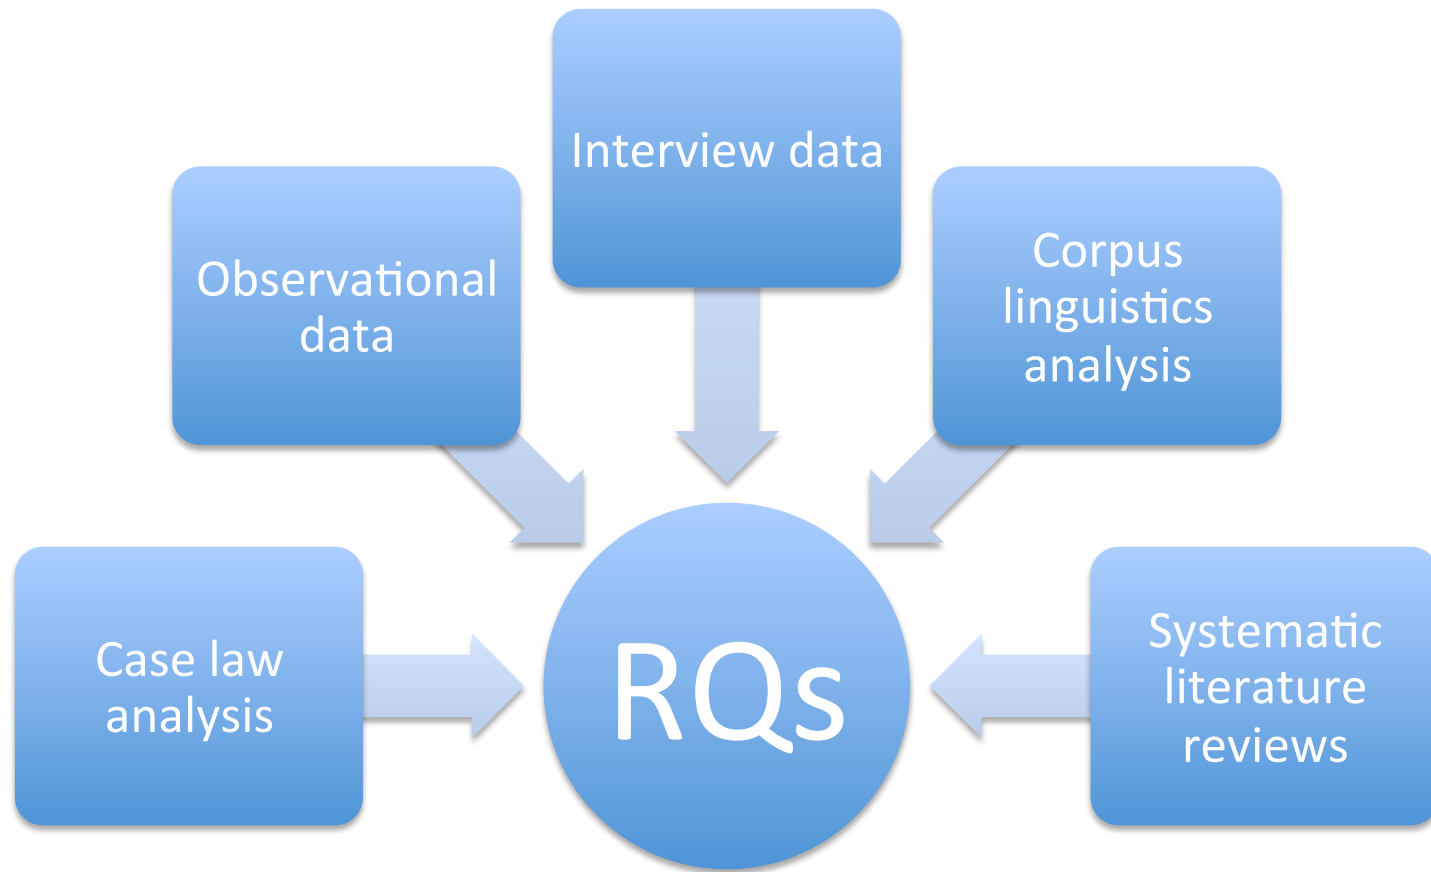 Interview data
Observational
data
Corpus
linguistics
analysis
Case law
analysis
RQs
Systematic
literature
reviews